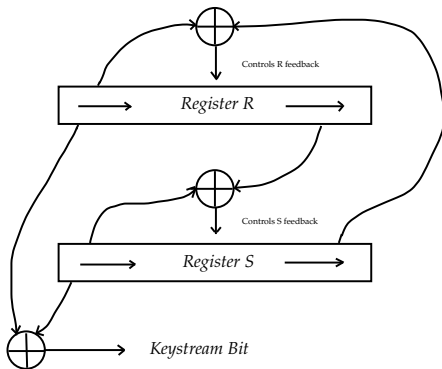 Controls R feedback
Register R
Controls S feedback
Register S
Keystream Bit